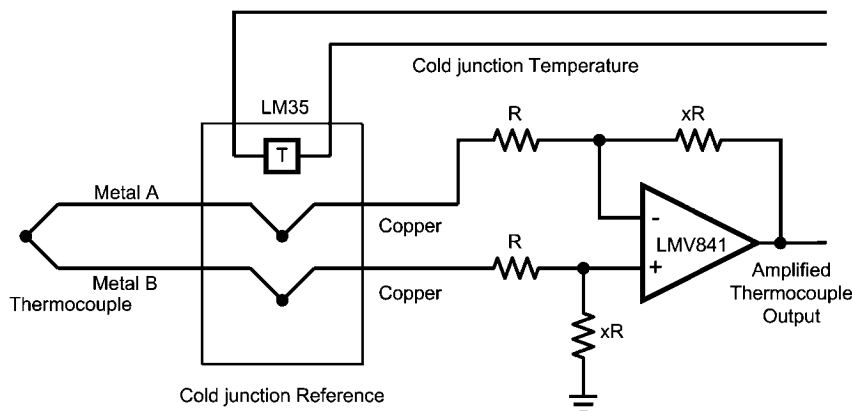 Cold junction Temperature
LM35
R
xR
T
Metal A
Copper
-
LMV841
R
+
Metal B
Copper
Thermocouple
Amplified
Thermocouple
Output
xR
Cold junction Reference